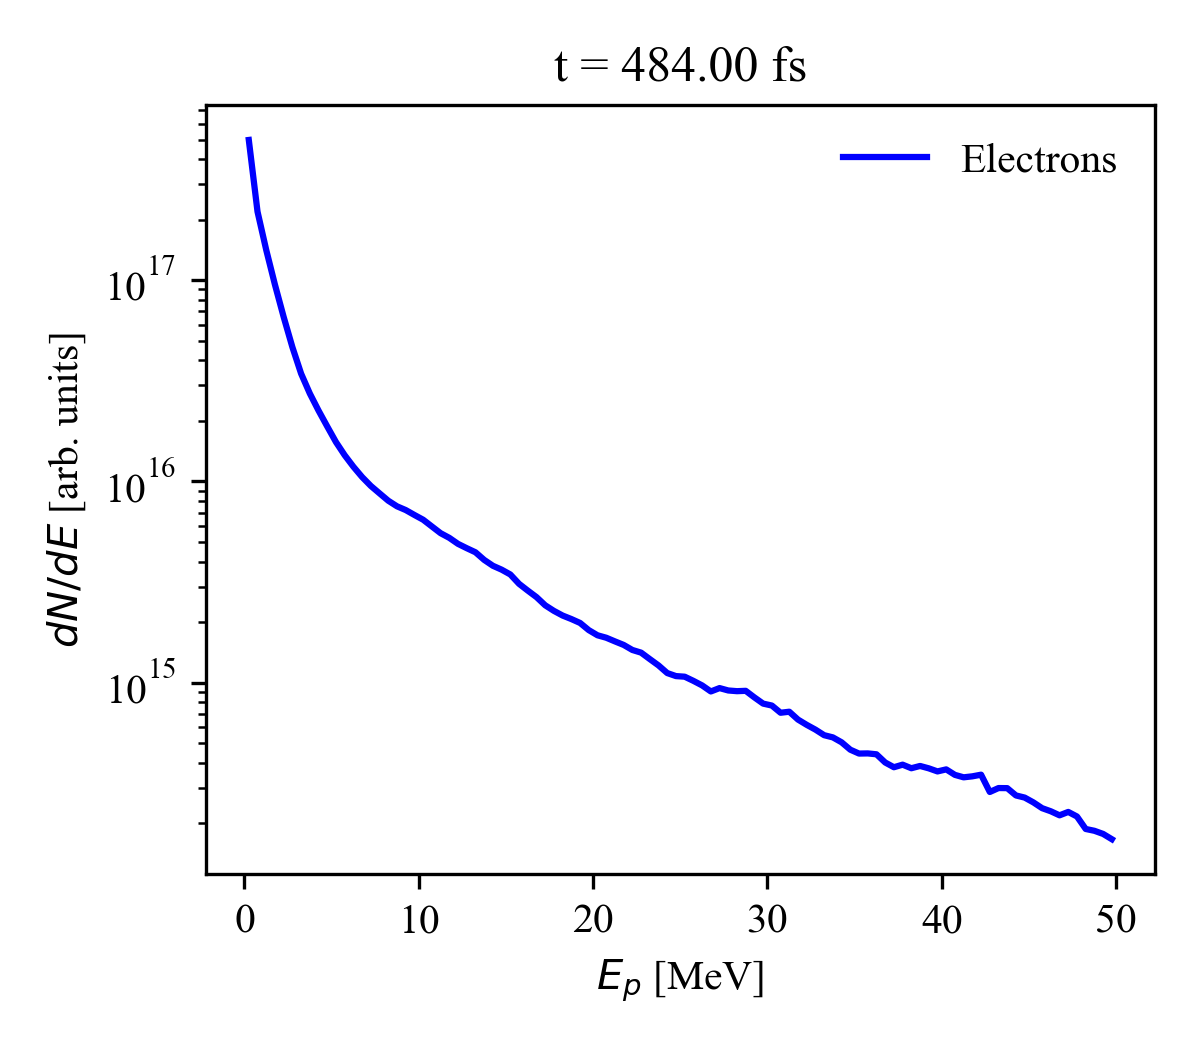 t = 484.00 fs
Electrons
10^17
10^16
10^15
dN/dE [arb. units]
0 10 20 30 40 50
E_p [MeV]